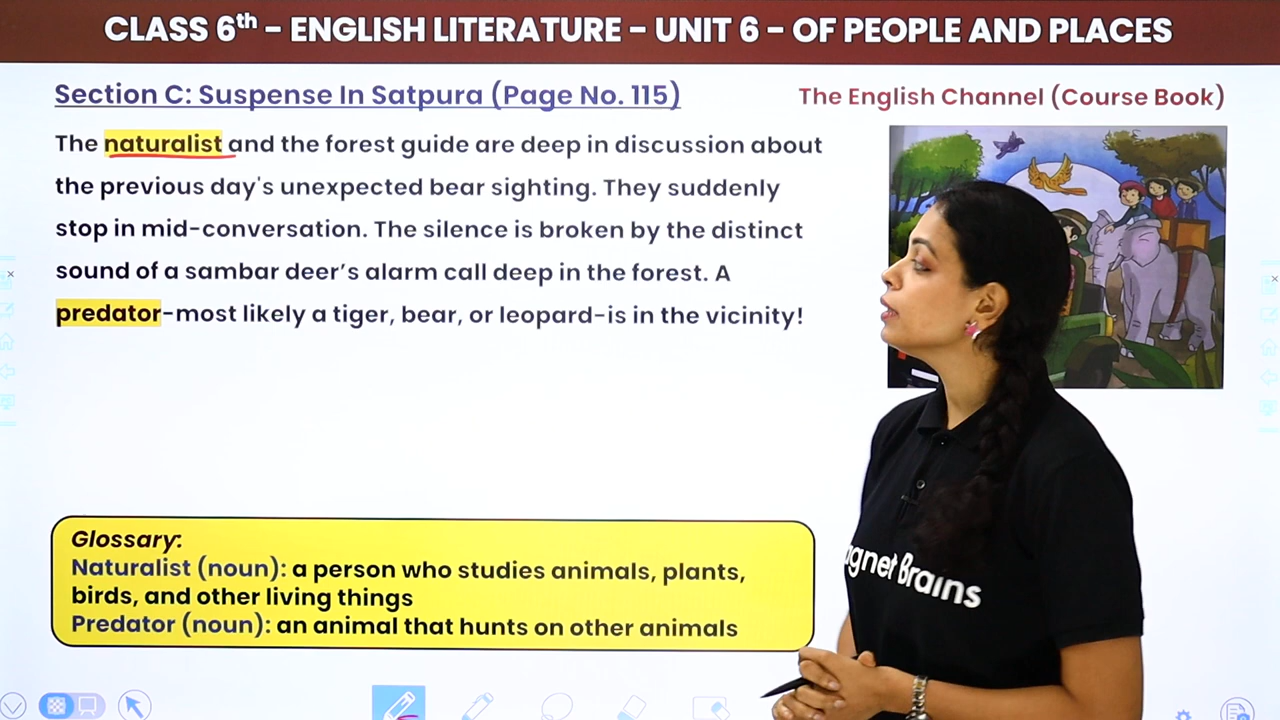 CLASS 6th – ENGLISH LITERATURE – UNIT 6 – OF PEOPLE AND PLACES
Section C: Suspense In Satpura (Page No. 115)
The English Channel (Course Book)
The naturalist and the forest guide are deep in discussion about
the previous day's unexpected bear sighting. They suddenly
stop in mid-conversation. The silence is broken by the distinct
sound of a sambar deer's alarm call deep in the forest. A
predator-most likely a tiger, bear, or leopard-is in the vicinity!
Glossary:
Naturalist (noun): a person who studies animals, plants,
birds, and other living things
Predator (noun): an animal that hunts on other animals
agnet Brains